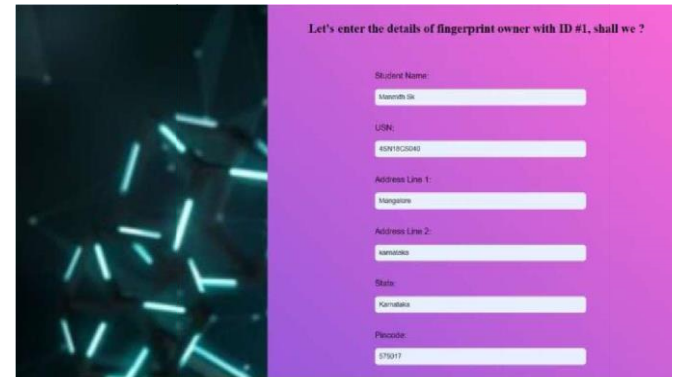 Let's enter the details of fingerprint owner with ID #1, shall we ?
Student Name:
Manmith Sk
USN:
4SN18CS040
Address Line 1:
Mangalore
Address Line 2:
karnataka
State:
Karnataka
Pincode:
575017